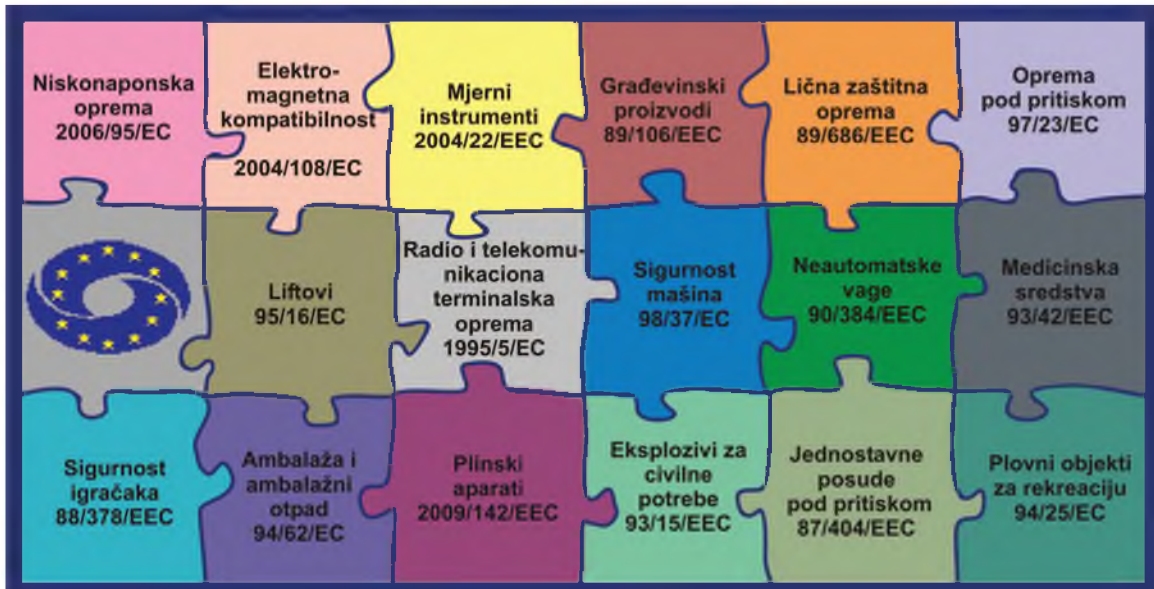 Niskonaponska
oprema
2006/95/EC
Elektro-
magnetna
kompatibilnost
2004/108/EC
Mjerni
instrumenti
2004/22/EEC
Građevinski
proizvodi
89/106/EEC
Lična zaštitna
oprema
89/686/EEC
Oprema
pod pritiskom
97/23/EC
Liftovi
95/16/EC
Radio i telekomu-
nikaciona
terminalska
oprema
1995/5/EC
Sigurnost
mašina
98/37/EC
Neautomatske
vage
90/384/EEC
Medicinska
sredstva
93/42/EEC
Sigurnost
igračaka
88/378/EEC
Ambalaža i
ambalažni
otpad
94/62/EC
Plinski
aparati
2009/142/EEC
Eksplozivi za
civilne
potrebe
93/15/EEC
Jednostavne
posude
pod pritiskom
87/404/EEC
Plovni objekti
za rekreaciju
94/25/EC